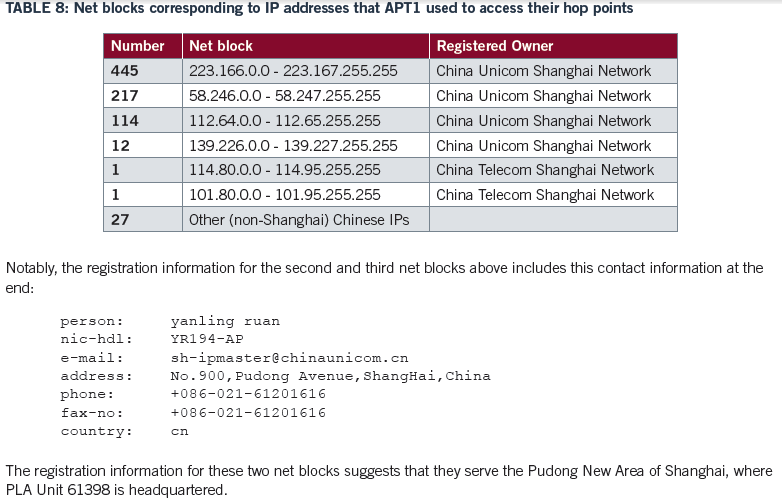 TABLE 8: Net blocks corresponding to IP addresses that APT1 used to access their hop points
Number Net block Registered Owner
445 223.166.0.0 - 223.167.255.255 China Unicom Shanghai Network
217 58.246.0.0 - 58.247.255.255 China Unicom Shanghai Network
114 112.64.0.0 - 112.65.255.255 China Unicom Shanghai Network
12 139.226.0.0 - 139.227.255.255 China Unicom Shanghai Network
1 114.80.0.0 - 114.95.255.255 China Telecom Shanghai Network
1 101.80.0.0 - 101.95.255.255 China Telecom Shanghai Network
27 Other (non-Shanghai) Chinese IPs
Notably, the registration information for the second and third net blocks above includes this contact information at the
end:
person: yanling ruan
nic-hdl: YR194-AP
e-mail: sh-ipmaster@chinaunicom.cn
address: No.900,Pudong Avenue,ShangHai,China
phone: +086-021-61201616
fax-no: +086-021-61201616
country: cn
The registration information for these two net blocks suggests that they serve the Pudong New Area of Shanghai, where
PLA Unit 61398 is headquartered.